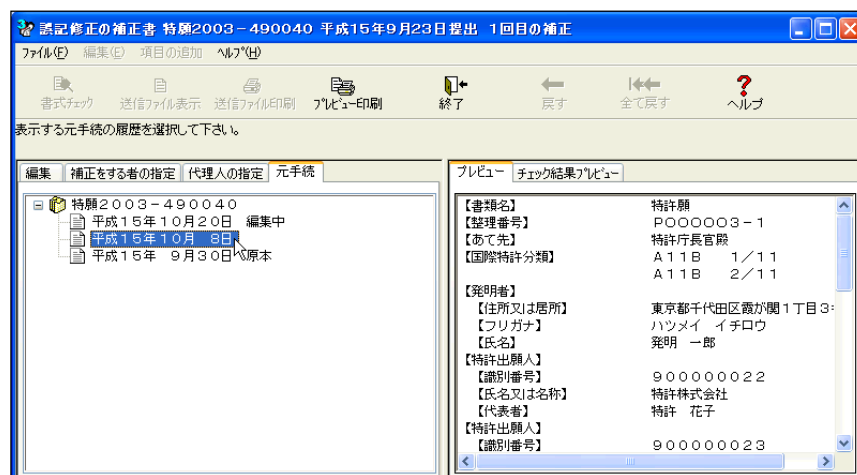 誤記修正の補正書 特願2003-490040 平成15年9月23日提出 1回目の補正
ファイル(F) 編集(E) 項目の追加 ヘルプ(H)
書式チェック 送信ファイル表示 送信ファイル印刷 プレビュー印刷 終了 戻す 全て戻す ヘルプ
表示する元手続の履歴を選択して下さい。
編集 補正をする者の指定 代理人の指定 元手続
特願2003-490040
平成15年10月20日 編集中
平成15年10月 8日
平成15年 9月30日 原本
プレビュー チェック結果プレビュー
【書類名】 特許願
【整理番号】 P000003-1
【あて先】 特許庁長官殿
【国際特許分類】 A11B 1/11
A11B 2/11
【発明者】
【住所又は居所】 東京都千代田区霞が関1丁目3
【フリガナ】 ハツメイ イチロウ
【氏名】 発明 一郎
【特許出願人】
【識別番号】 900000022
【氏名又は名称】 特許株式会社
【代表者】 特許 花子
【特許出願人】
【識別番号】 900000023